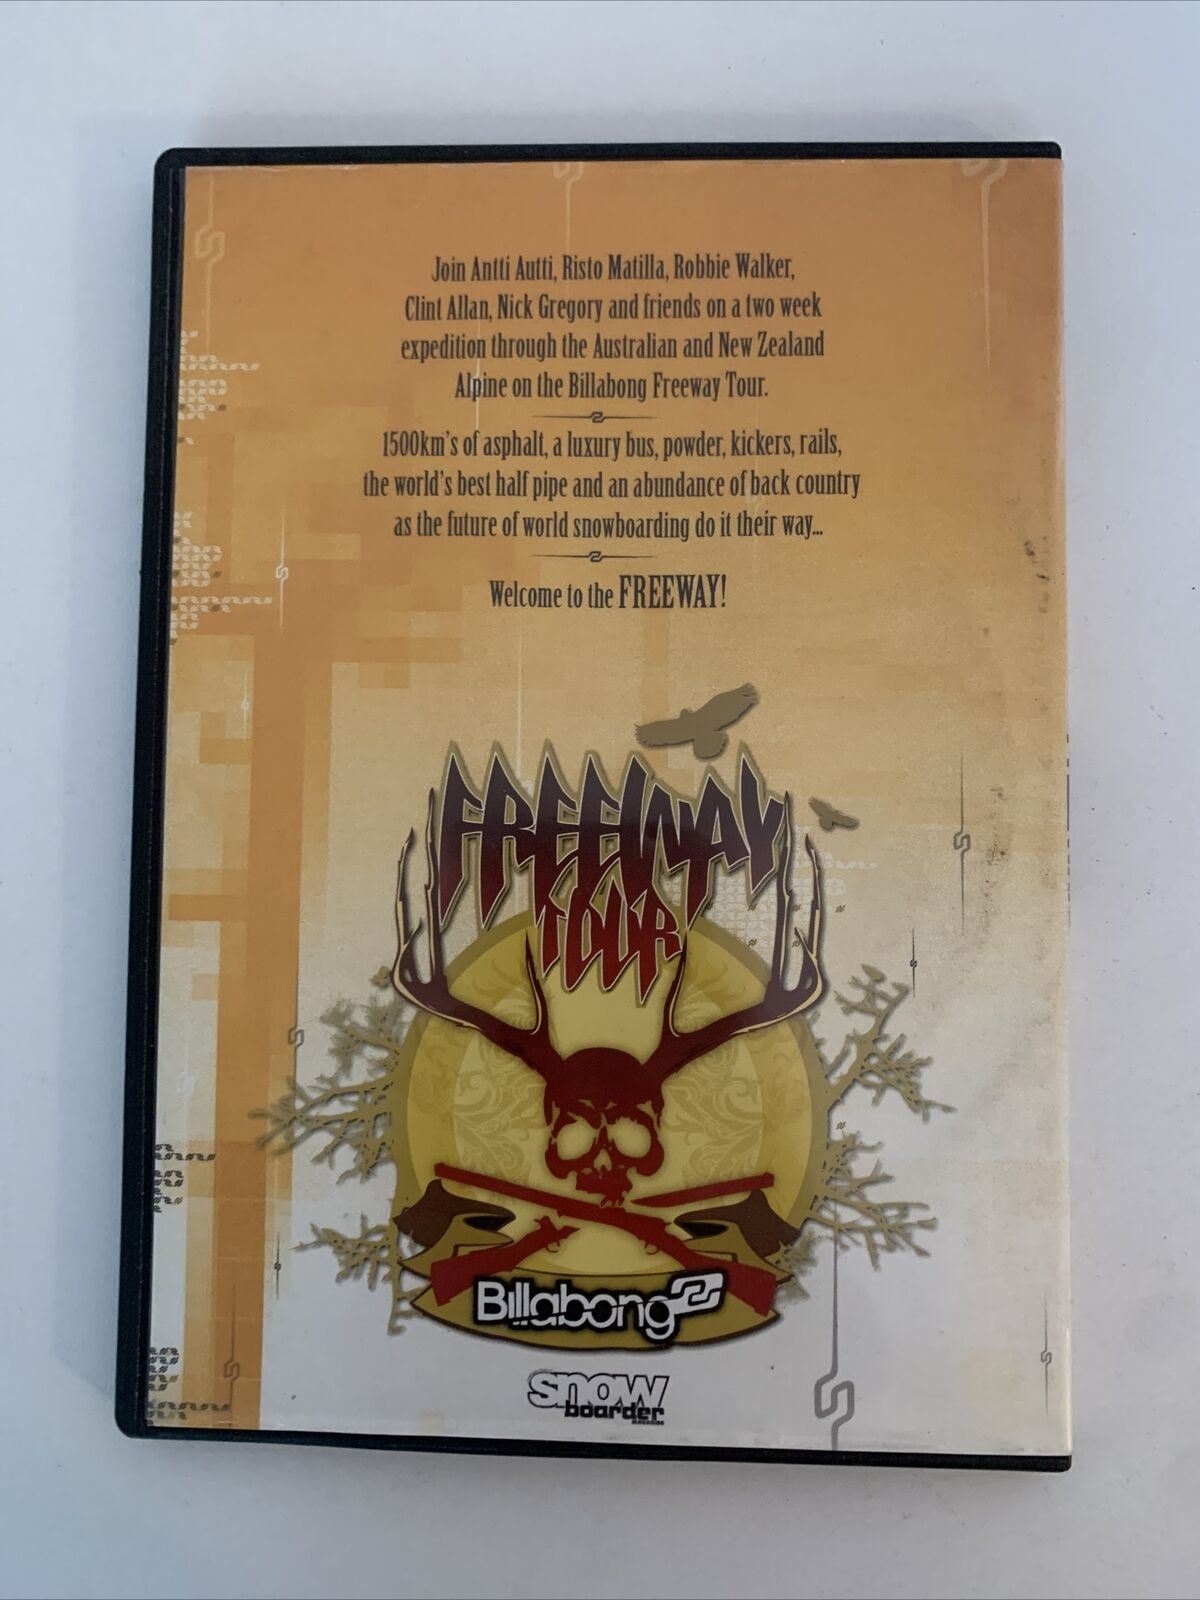 Join Antti Autti, Risto Matilla, Robbie Walker,
Clint Allan, Nick Gregory and friends on a two week
expedition through the Australian and New Zealand
Alpine on the Billabong Freeway Tour.
1500km's of asphalt, a luxury bus, powder, kickers, rails,
the world's best half pipe and an abundance of back country
as the future of world snowboarding do it their way...
Welcome to the FREEWAY!
FREEWAY
TOUR
Billabong
snow
boarder